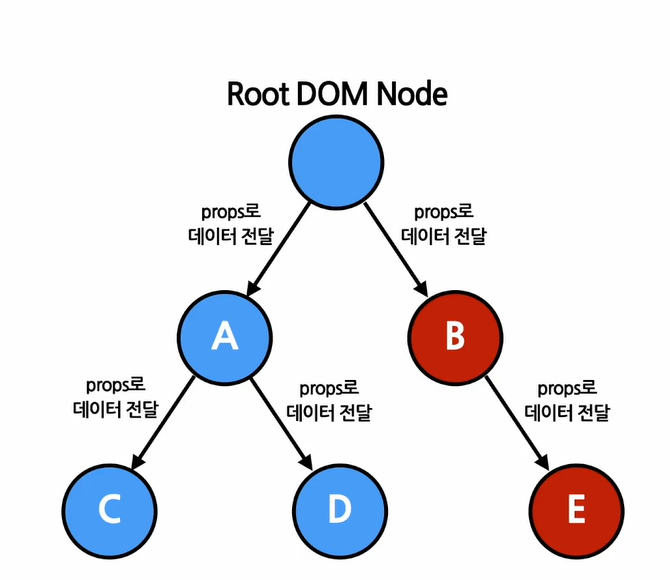 Root DOM Node
props로
데이터 전달
props로
데이터 전달
A
B
props로
데이터 전달
props로
데이터 전달
props로
데이터 전달
C
D
E